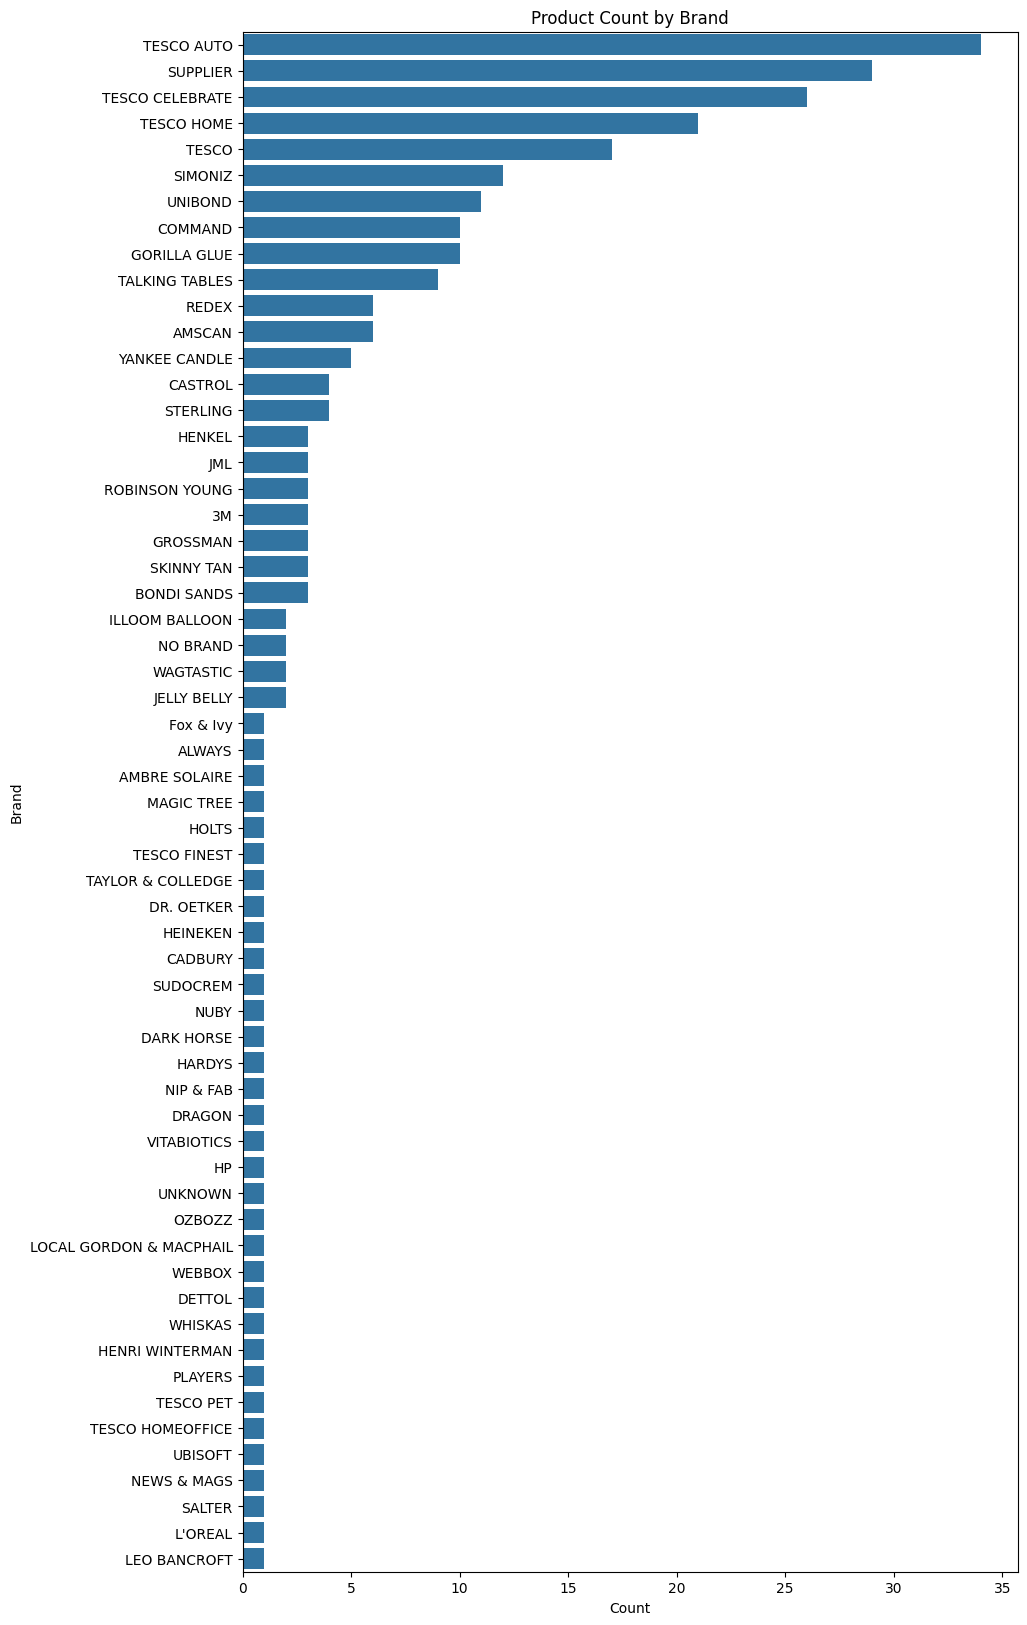 Product Count by Brand
TESCO AUTO
SUPPLIER
TESCO CELEBRATE
TESCO HOME
TESCO
SIMONIZ
UNIBOND
COMMAND
GORILLA GLUE
TALKING TABLES
REDEX
AMSCAN
YANKEE CANDLE
CASTROL
STERLING
HENKEL
JML
ROBINSON YOUNG
3M
GROSSMAN
SKINNY TAN
BONDI SANDS
ILLOOM BALLOON
NO BRAND
WAGTASTIC
JELLY BELLY
Fox & Ivy
ALWAYS
AMBRE SOLAIRE
MAGIC TREE
HOLTS
TESCO FINEST
TAYLOR & COLLEDGE
DR. OETKER
HEINEKEN
CADBURY
SUDOCREM
NUBY
DARK HORSE
HARDYS
NIP & FAB
DRAGON
VITABIOTICS
HP
UNKNOWN
OZBOZZ
LOCAL GORDON & MACPHAIL
WEBBOX
DETTOL
WHISKAS
HENRI WINTERMAN
PLAYERS
TESCO PET
TESCO HOMEOFFICE
UBISOFT
NEWS & MAGS
SALTER
L'OREAL
LEO BANCROFT
Brand
0 5 10 15 20 25 30 35
Count